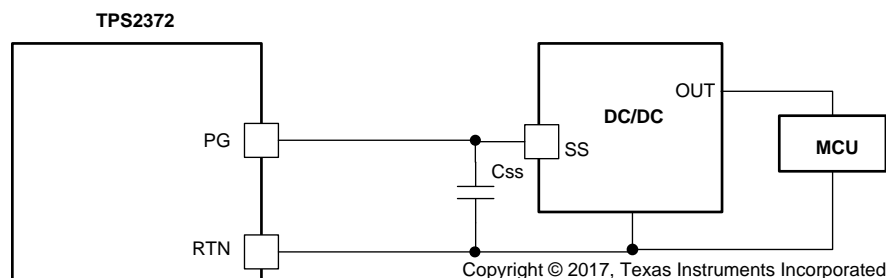 TPS2372
OUT
DC/DC
PG
SS
MCU
Css
RTN
Copyright © 2017, Texas Instruments Incorporated